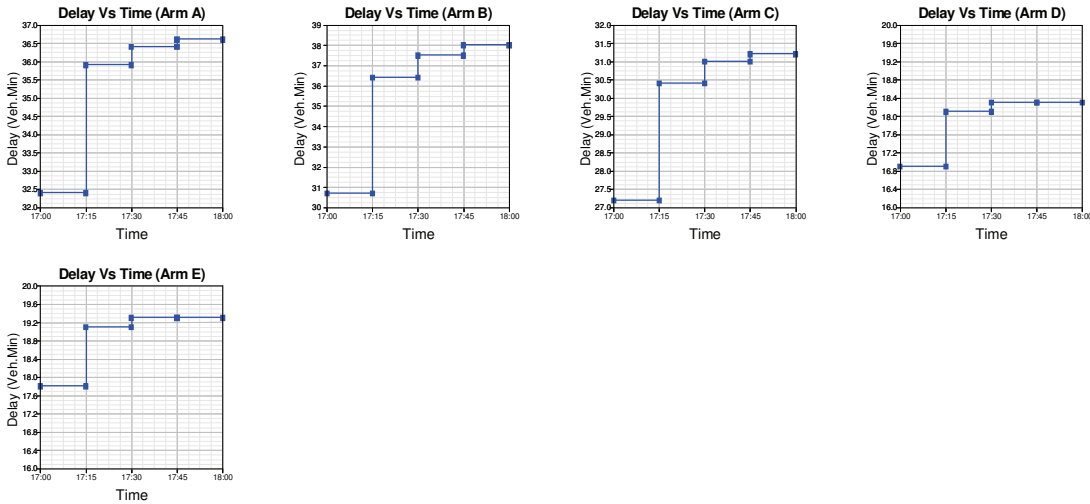 Delay Vs Time (Arm A)
Delay (Veh.Min)
37.0
36.5
36.0
35.5
35.0
34.5
34.0
33.5
33.0
32.5
32.0
17:00 17:15 17:30 17:45 18:00
Time
Delay Vs Time (Arm B)
Delay (Veh.Min)
39
38
37
36
35
34
33
32
31
30
17:00 17:15 17:30 17:45 18:00
Time
Delay Vs Time (Arm C)
Delay (Veh.Min)
32.0
31.5
31.0
30.5
30.0
29.5
29.0
28.5
28.0
27.5
27.0
17:00 17:15 17:30 17:45 18:00
Time
Delay Vs Time (Arm D)
Delay (Veh.Min)
20.0
19.6
19.2
18.8
18.4
18.0
17.6
17.2
16.8
16.4
16.0
17:00 17:15 17:30 17:45 18:00
Time
Delay Vs Time (Arm E)
Delay (Veh.Min)
20.0
19.6
19.2
18.8
18.4
18.0
17.6
17.2
16.8
16.4
16.0
17:00 17:15 17:30 17:45 18:00
Time